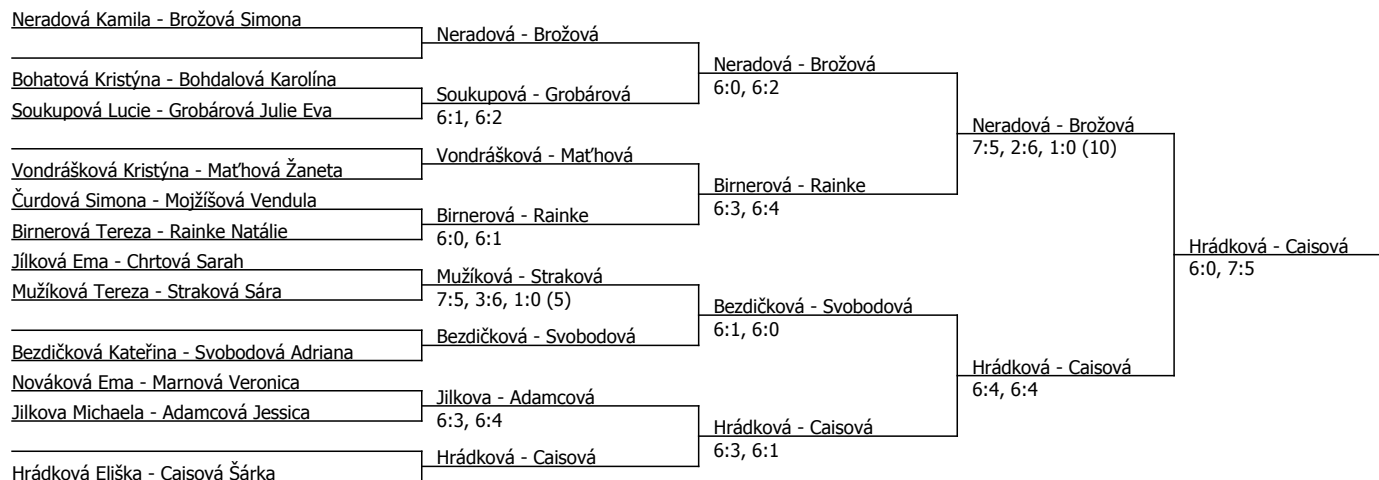 Neradová Kamila - Brožová Simona
Bohatová Kristýna - Bohdalová Karolína
Soukupová Lucie - Grobárová Julie Eva
Vondrášková Kristýna - Maťhová Žaneta
Čurdová Simona - Mojžíšová Vendula
Birnerová Tereza - Rainke Natálie
Jílková Ema - Chrtová Sarah
Mužíková Tereza - Straková Sára
Bezdičková Kateřina - Svobodová Adriana
Nováková Ema - Marnová Veronica
Jilkova Michaela - Adamcová Jessica
Hrádková Eliška - Caisová Šárka
Neradová - Brožová
Soukupová - Grobárová
6:1, 6:2
Vondrášková - Maťhová
Birnerová - Rainke
6:0, 6:1
Mužíková - Straková
7:5, 3:6, 1:0 (5)
Bezdičková - Svobodová
Jilkova - Adamcová
6:3, 6:4
Hrádková - Caisová
Neradová - Brožová
6:0, 6:2
Birnerová - Rainke
6:3, 6:4
Bezdičková - Svobodová
6:1, 6:0
Hrádková - Caisová
6:3, 6:1
Neradová - Brožová
7:5, 2:6, 1:0 (10)
Hrádková - Caisová
6:4, 6:4
Hrádková - Caisová
6:0, 7:5